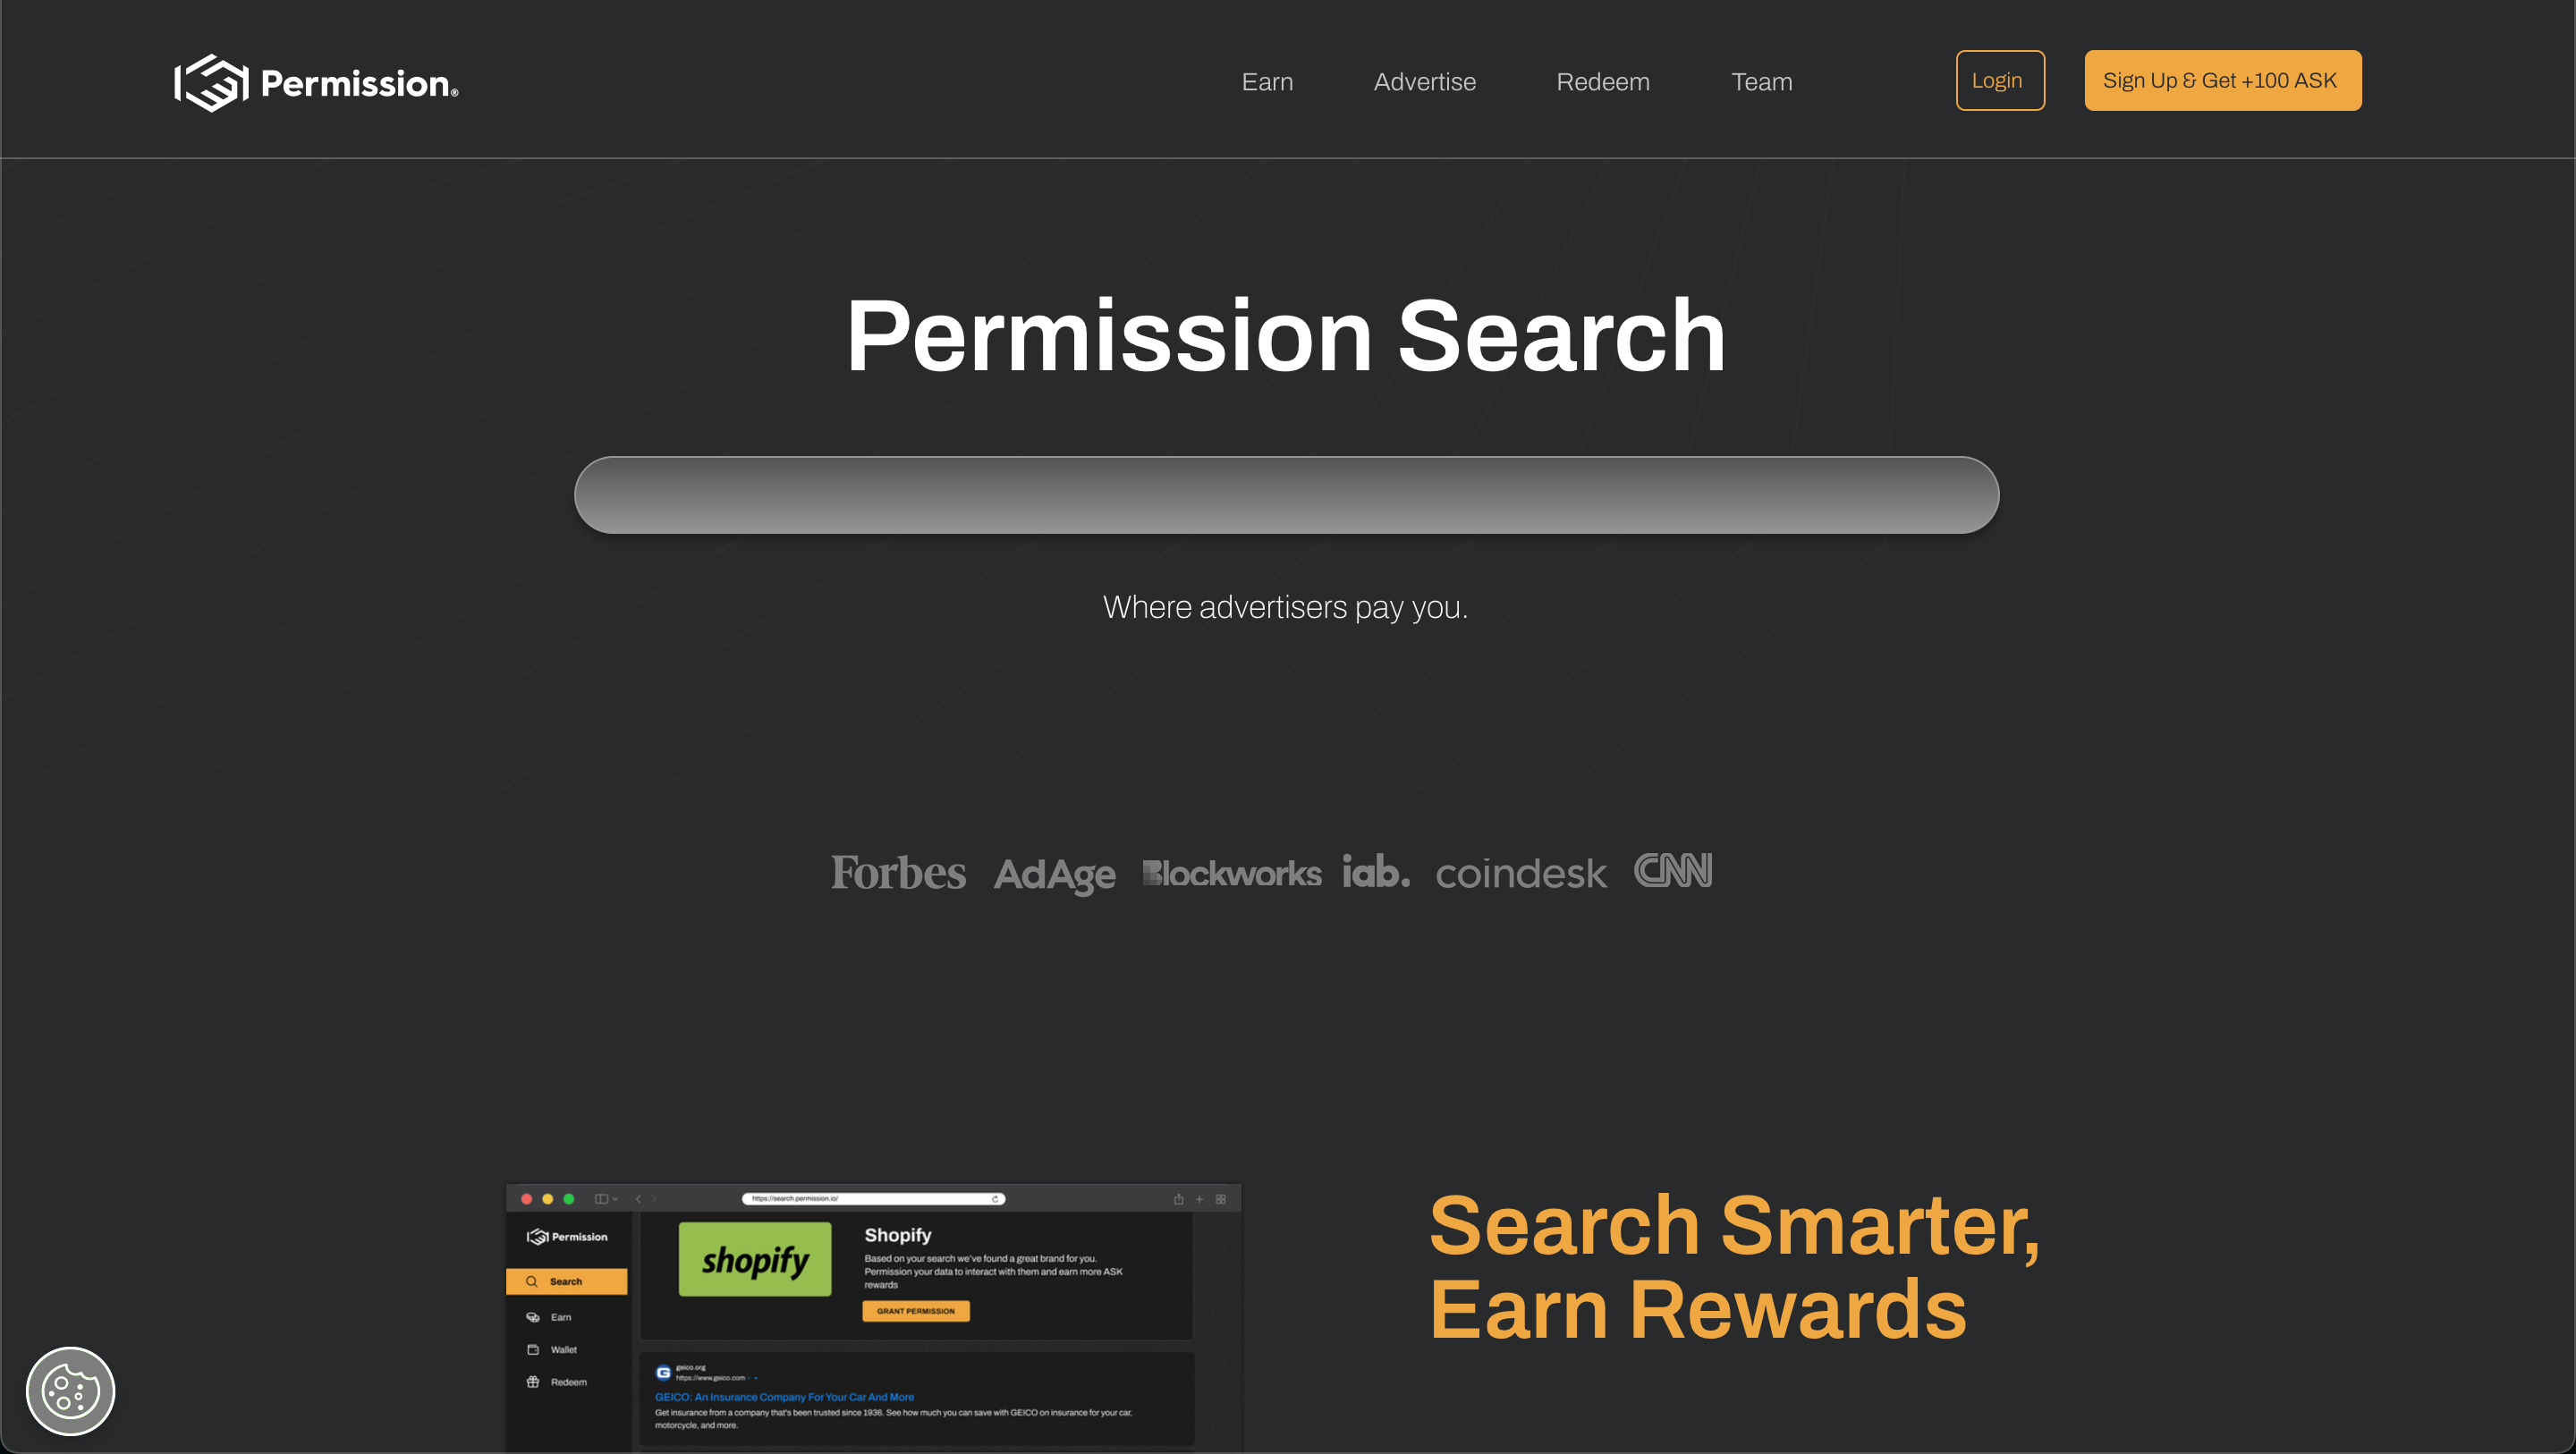 Permission®
Earn
Advertise
Redeem
Team
Login
Sign Up & Get +100 ASK
Permission Search
Where advertisers pay you.
Forbes
AdAge
Blockworks
iab.
coindesk
CNN
https://search.permission.io/
Permission
Search
Earn
Wallet
Redeem
shopify
Shopify
Based on your search we've found a great brand for you.
Permission your data to interact with them and earn more ASK
rewards
GRANT PERMISSION
geico.org
https://www.geico.com
GEICO: An Insurance Company For Your Car And More
Get insurance from a company that's been trusted since 1936. See how much you can save with GEICO on insurance for your car,
motorcycle, and more.
Search Smarter,
Earn Rewards